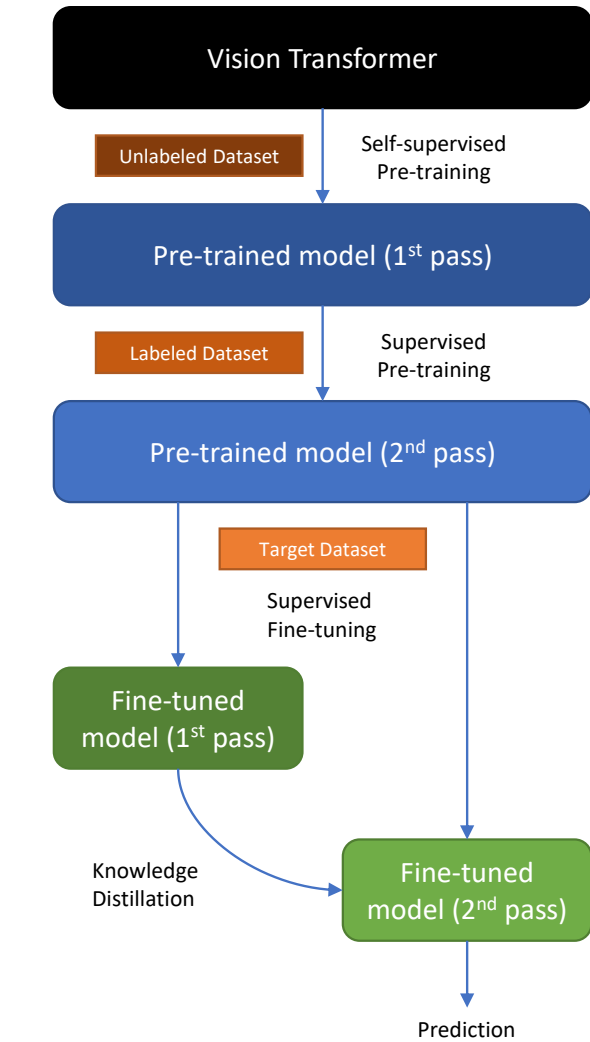 Vision Transformer
Unlabeled Dataset
Self-supervised
Pre-training
Pre-trained model (1st pass)
Labeled Dataset
Supervised
Pre-training
Pre-trained model (2nd pass)
Target Dataset
Supervised
Fine-tuning
Fine-tuned
model (1st pass)
Knowledge
Distillation
Fine-tuned
model (2nd pass)
Prediction